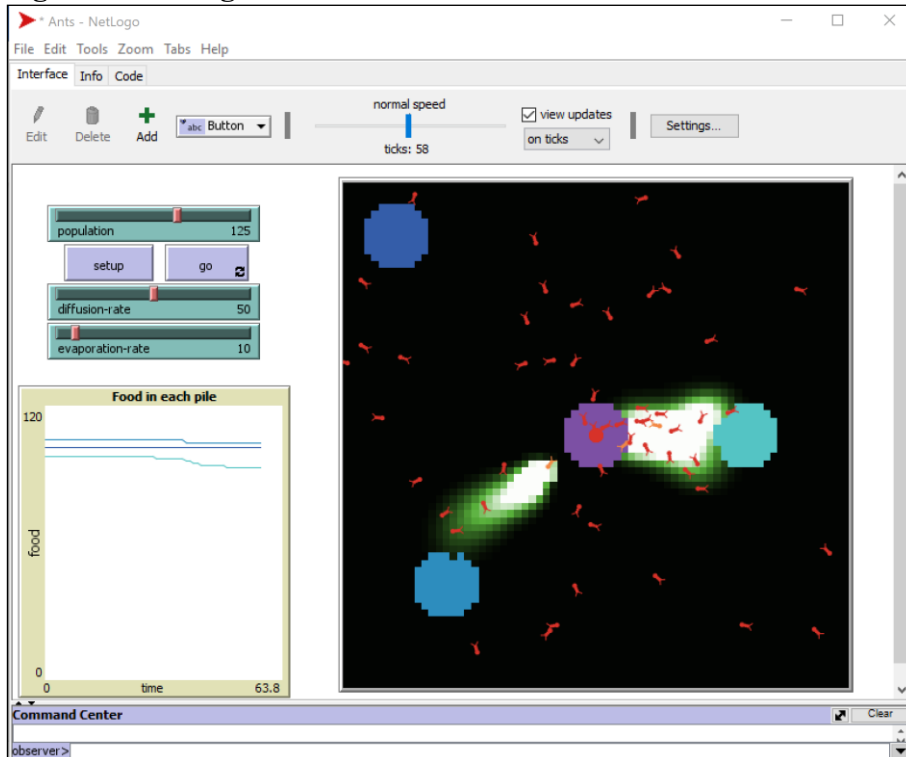 * Ants - NetLogo
File Edit Tools Zoom Tabs Help
Interface Info Code
Edit Delete Add abc Button normal speed ticks: 58 view updates on ticks Settings...
population 125
setup go
diffusion-rate 50
evaporation-rate 10
Food in each pile
120
food
0
0 time 63.8
Command Center Clear
observer>